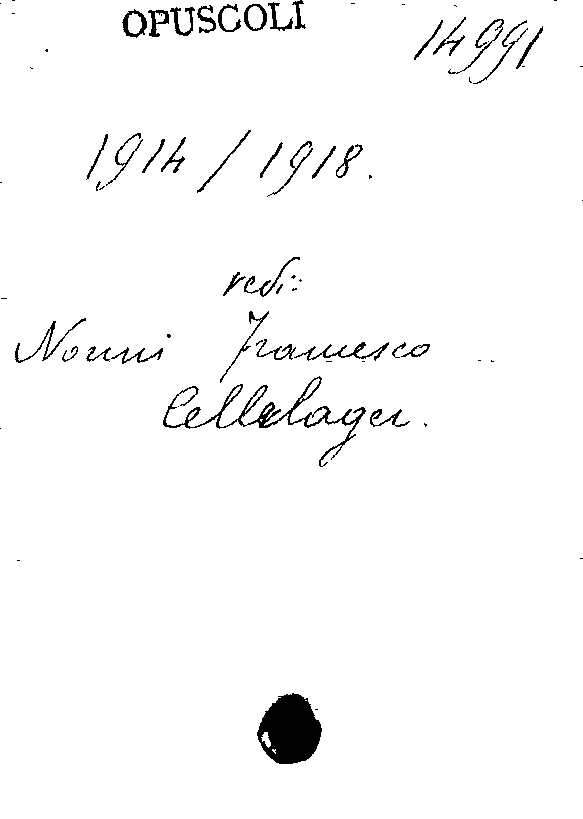 OPUSCOLI
14991
1914 / 1918.
vedi:
Nonni Francesco
Cellelager.